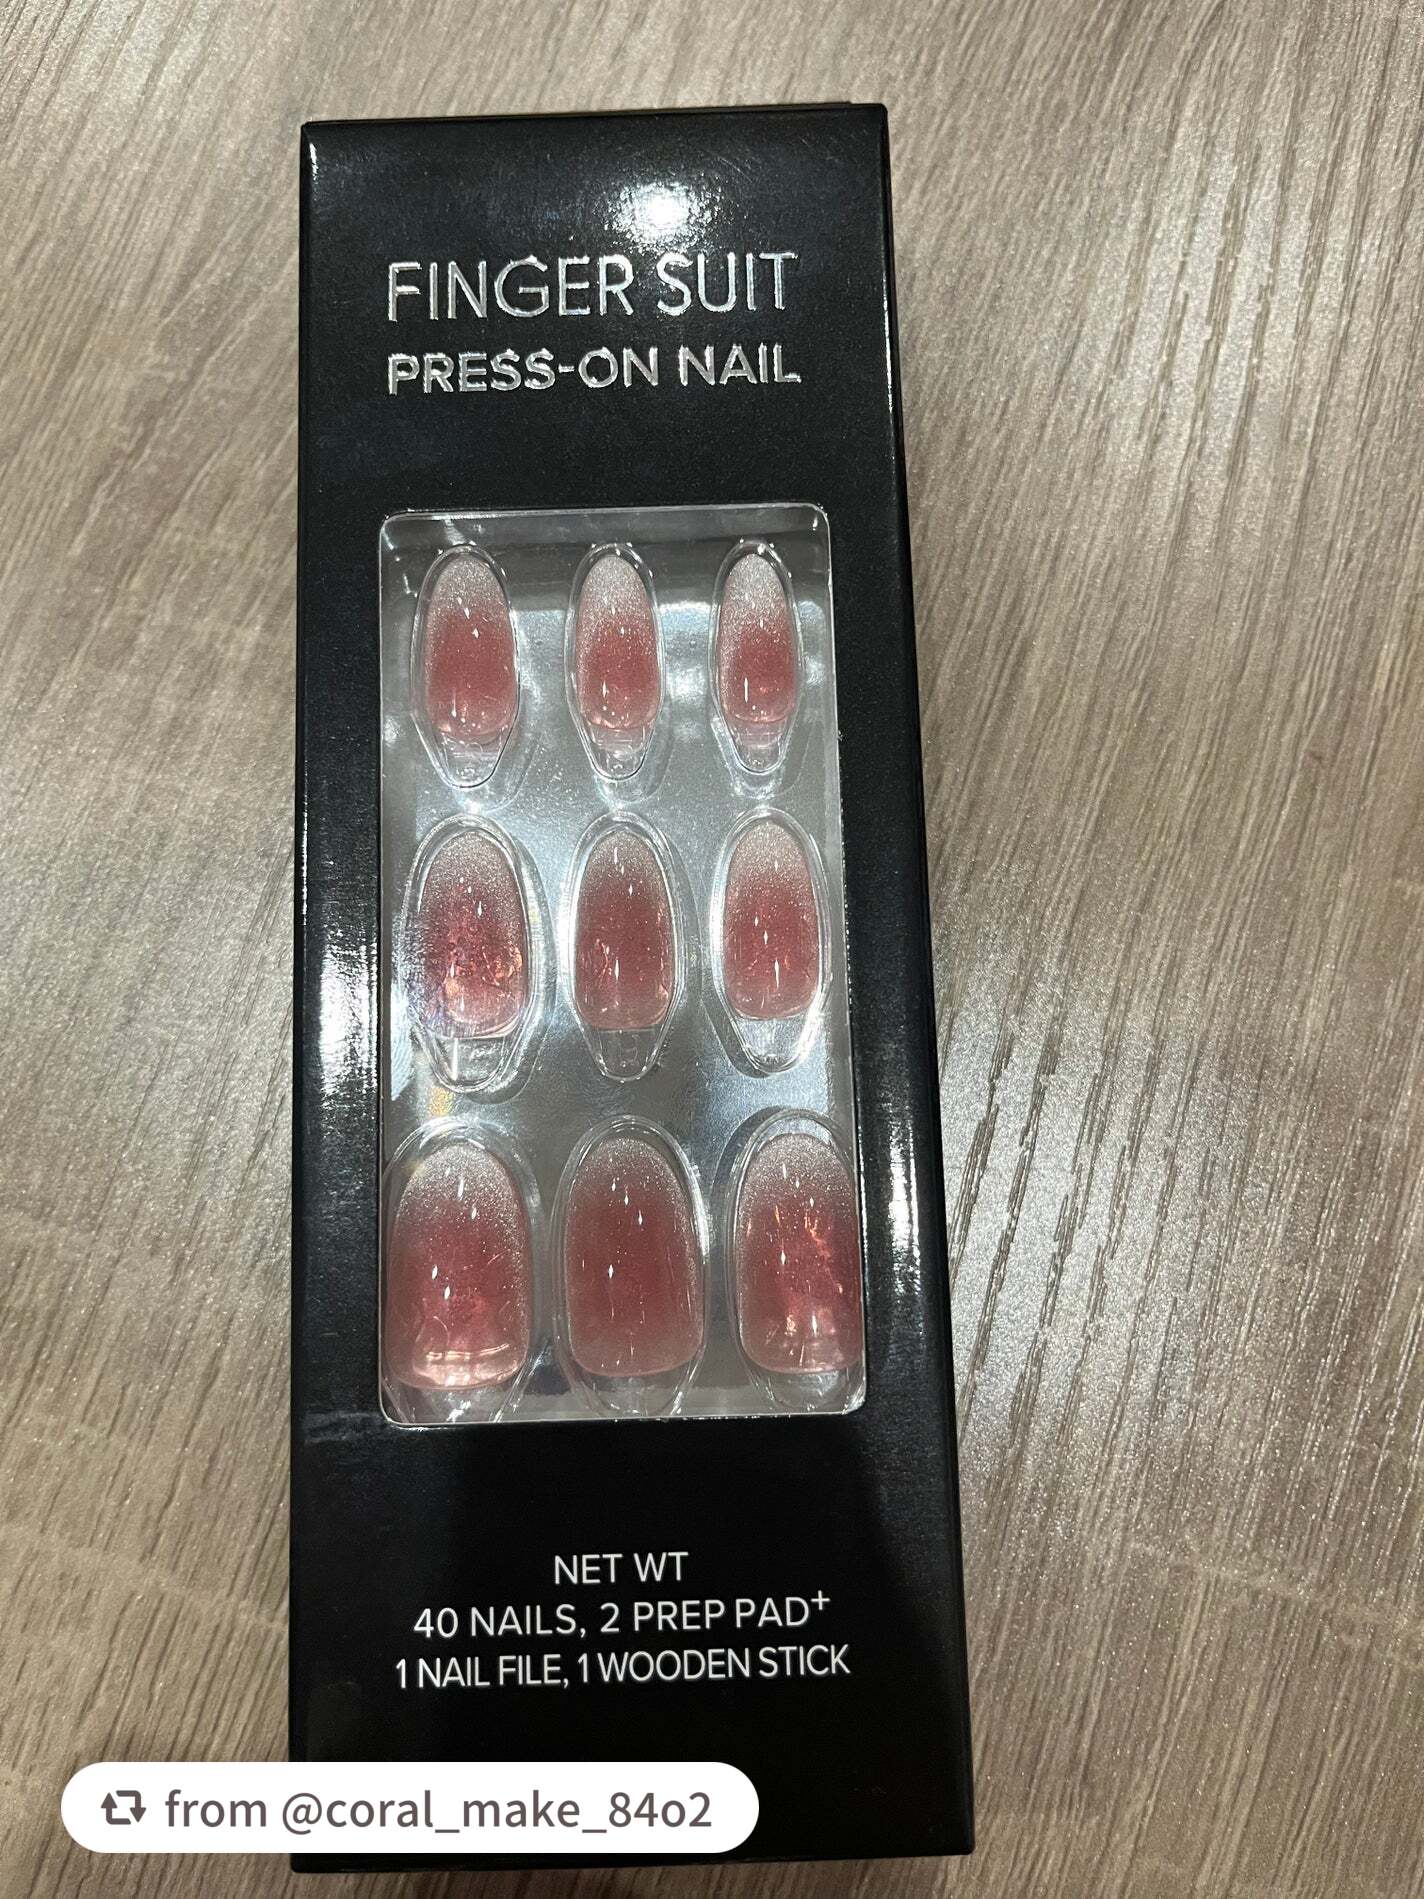 FINGER SUIT
PRESS-ON NAIL
NET WT
40 NAILS, 2 PREP PAD+
1 NAIL FILE, 1 WOODEN STICK
from @coral_make_84o2